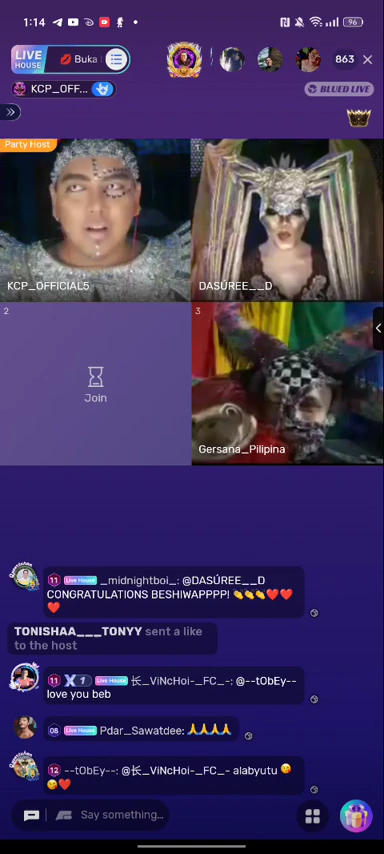 1:14
96
LIVE
HOUSE
Buka
863
KCP_OFF...
BLUED LIVE
Party Host
1
KCP_OFFICIAL5
DASÚREE__D
2
Join
3
Gersana_Pilipina
11 Live House _midnightboi_: @DASÚREE__D
CONGRATULATIONS BESHIWAPPPP! 👏👏👏❤️❤️
❤️
TONISHAA___TONYY sent a like
to the host
11 X 1 Live House 长_ViNcHoi-_FC_-: @--tObEy--
love you beb
08 Live House Pdar_Sawatdee: 🙏🙏🙏🙏
12 --tObEy--: @长_ViNcHoi-_FC_- alabyutu 😘
😘❤️
Say something...